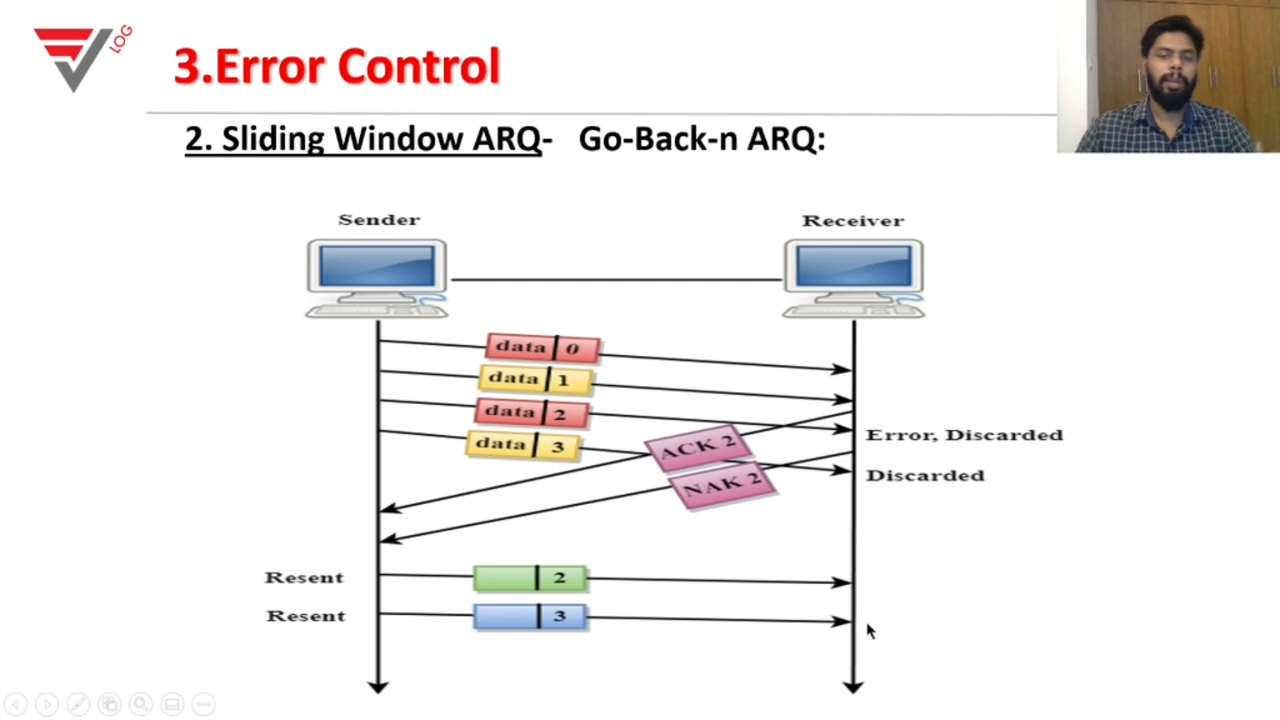 LOG
3.Error Control
2. Sliding Window ARQ- Go-Back-n ARQ:
Sender
Receiver
data 0
data 1
data 2
data 3
ACK 2
NAK 2
Error, Discarded
Discarded
Resent
2
Resent
3